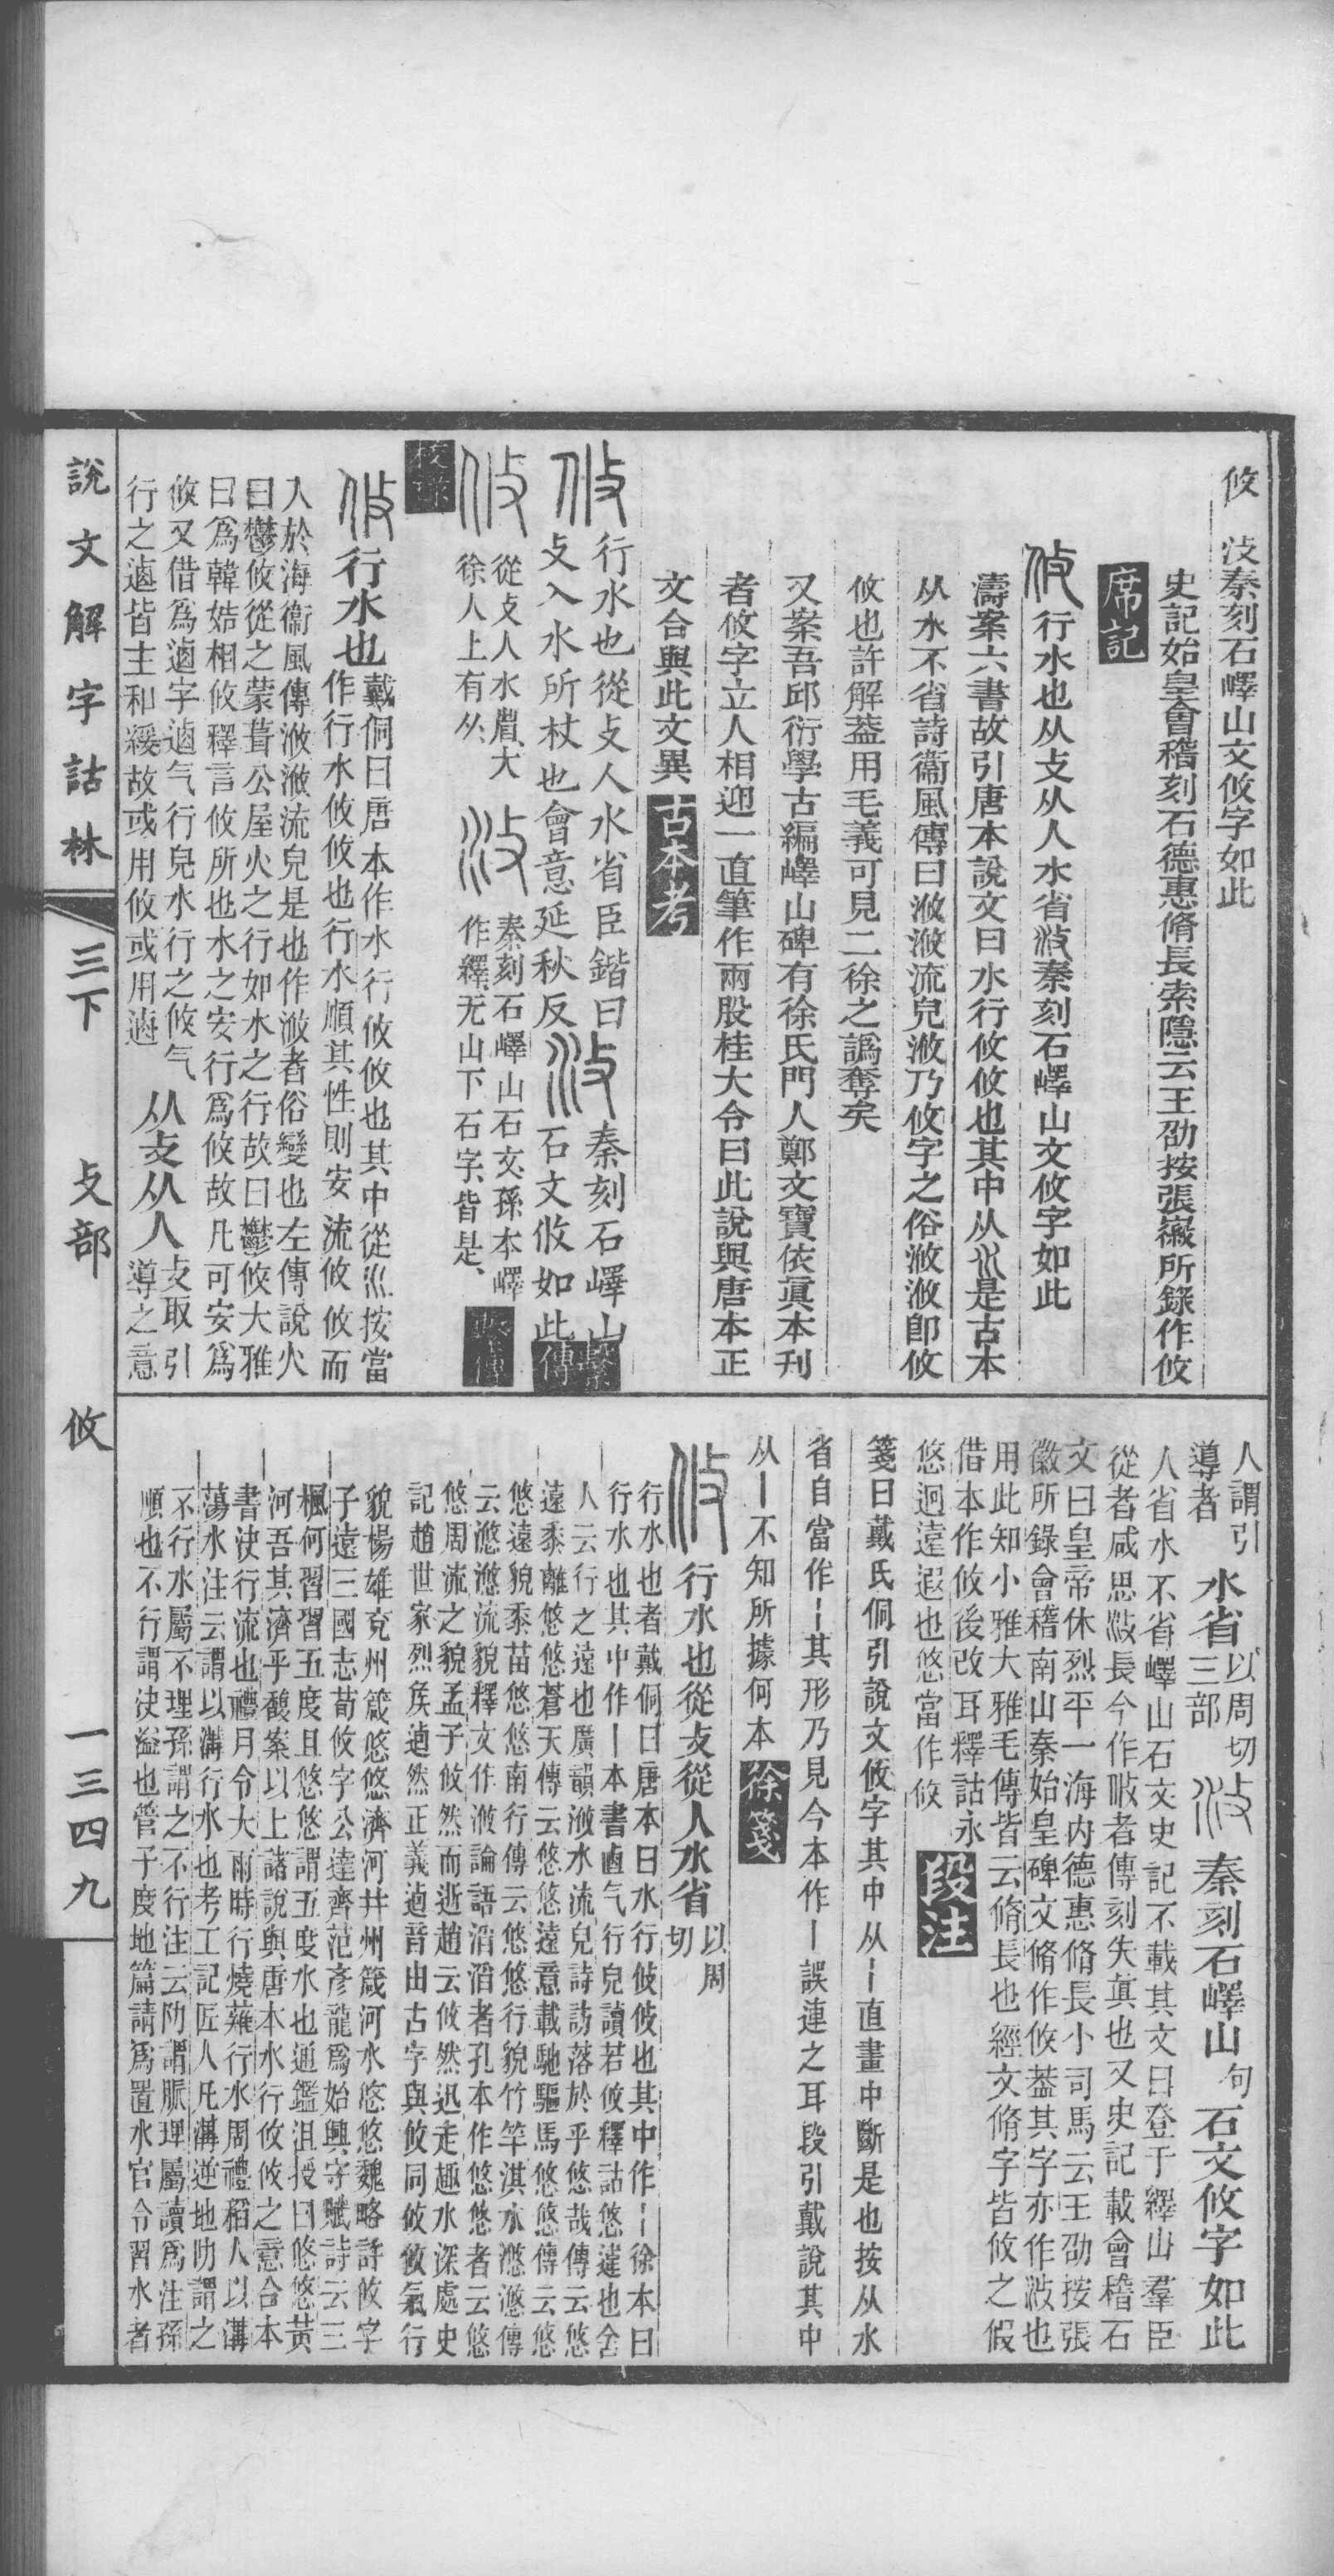 攸 汥秦刻石嶧山文攸字如此
史記始皇會稽刻石德惠脩長索隱云王劭按張徽所錄作攸
席記
行水也从攴从人水省汥秦刻石嶧山文攸字如此
濤案六書故引唐本說文曰水行攸攸也其中从巛是古本
从水不省詩衞風傳曰浟浟流皃浟乃攸字之俗浟浟卽攸
攸也許解葢用毛義可見二徐之譌奪矣
又案吾邱衍學古編嶧山碑有徐氏門人鄭文寶依眞本刊
者攸字立人相迎一直筆作兩股桂大令曰此說與唐本正
文合與此文異 古本考
行水也從攴人水省臣鍇曰
攴入水所杖也會意延秋反
秦刻石嶧山
石文攸如此 繫傳
從攴人水眉、大
徐人上有从、
秦刻石嶧山石文、孫本嶧
作繹、无山下石字、皆是、
校錄
行水也
戴侗曰唐本作水行攸攸也其中從巛按當
作行水攸攸也行水順其性則安流攸攸而
入於海衞風傳浟浟流皃是也作浟者俗變也左傳說火
曰鬱攸從之蒙葺公屋火之行如水之行故曰鬱攸大雅
曰爲韓姞相攸釋言攸所也水之安行爲攸故凡可安爲
攸又借爲逌字逌气行皃水行之攸气
行之逌皆主和緩故或用攸或用逌
从攴从人
攴取引
導之意
說文解字詁林 三下 攴部 攸 一三四九
人謂引
導者
水省
以周切
三部
秦刻石嶧山 句 石文攸字如此
人省水不省嶧山石文史記不載其文曰登于繹山羣臣
從者咸思攸長今作㫊者傳刻失眞也又史記載會稽石
文曰皇帝休烈平一海內德惠脩長小司馬云王劭按張
徽所錄會稽南山秦始皇碑文脩作攸葢其字亦作汥也
用此知小雅大雅毛傳皆云脩長也經文脩字皆攸之假
借本作攸後改耳釋詁永
悠迥遠遐也悠當作攸
段注
箋曰戴氏侗引說文攸字其中从丨直畫中斷是也按从水
省自當作丨其形乃見今本作丨誤連之耳段引戴說其中
从丨不知所據何本 徐箋
行水也從攴從人水省
以周
切
行水也者戴侗曰唐本曰水行攸攸也其中作丨徐本曰
行水也其中作丨本書逌气行皃讀若攸釋詁悠遠也舍
人云行之遠也廣韻浟水流皃詩訪落於乎悠哉傳云悠
遠黍離悠悠蒼天傳云悠悠遠意載馳驅馬悠悠傳云悠
悠遠貌黍苗悠悠南行傳云悠悠行貌竹竿淇水滺滺傳
云滺滺流貌釋文作浟論語滔滔者孔本作悠悠者云悠
悠周流之貌孟子攸然而逝趙云攸然迅走趣水深處史
記趙世家烈矦逌然正義逌音由古字與攸同攸攸氣行
貌楊雄兗州箴悠悠濟河井州箴河水悠悠魏略許攸字
子遠三國志荀攸字公達齊范彥龍爲始興守賦詩云三
楓何習習五度且悠悠謂五度水也通鑑沮授曰悠悠黃
河吾其濟乎馥案以上諸說與唐本水行攸攸之意合本
書決行流也禮月令大雨時行燒薙行水周禮稻人以溝
蕩水注云謂以溝行水也考工記匠人凡溝逆地阞謂之
不行水屬不理孫謂之不行注云阞謂脈理屬讀爲注孫
順也不行謂決溢也管子度地篇請爲置水官令習水者